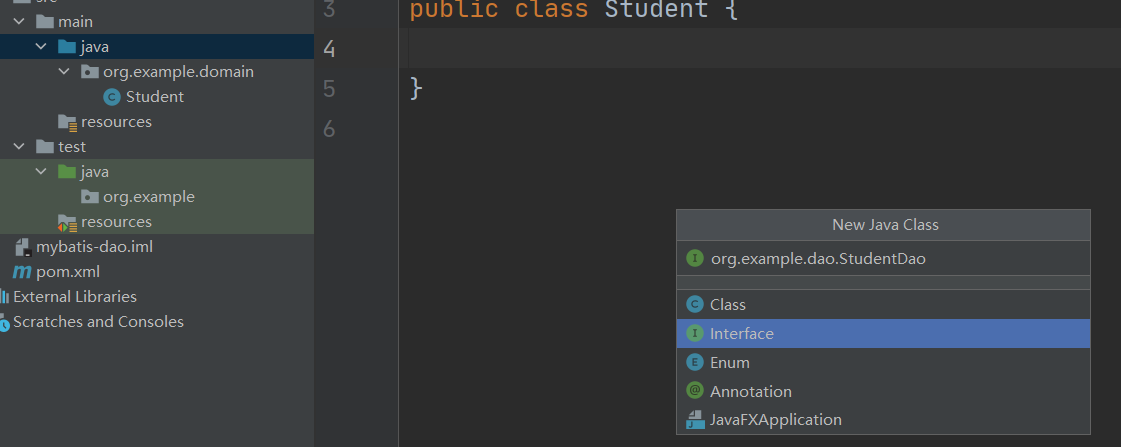 src
main
java
org.example.domain
Student
resources
test
java
org.example
resources
mybatis-dao.iml
pom.xml
External Libraries
Scratches and Consoles
3 public class Student {
4
5 }
6
New Java Class
org.example.dao.StudentDao
Class
Interface
Enum
Annotation
JavaFXApplication